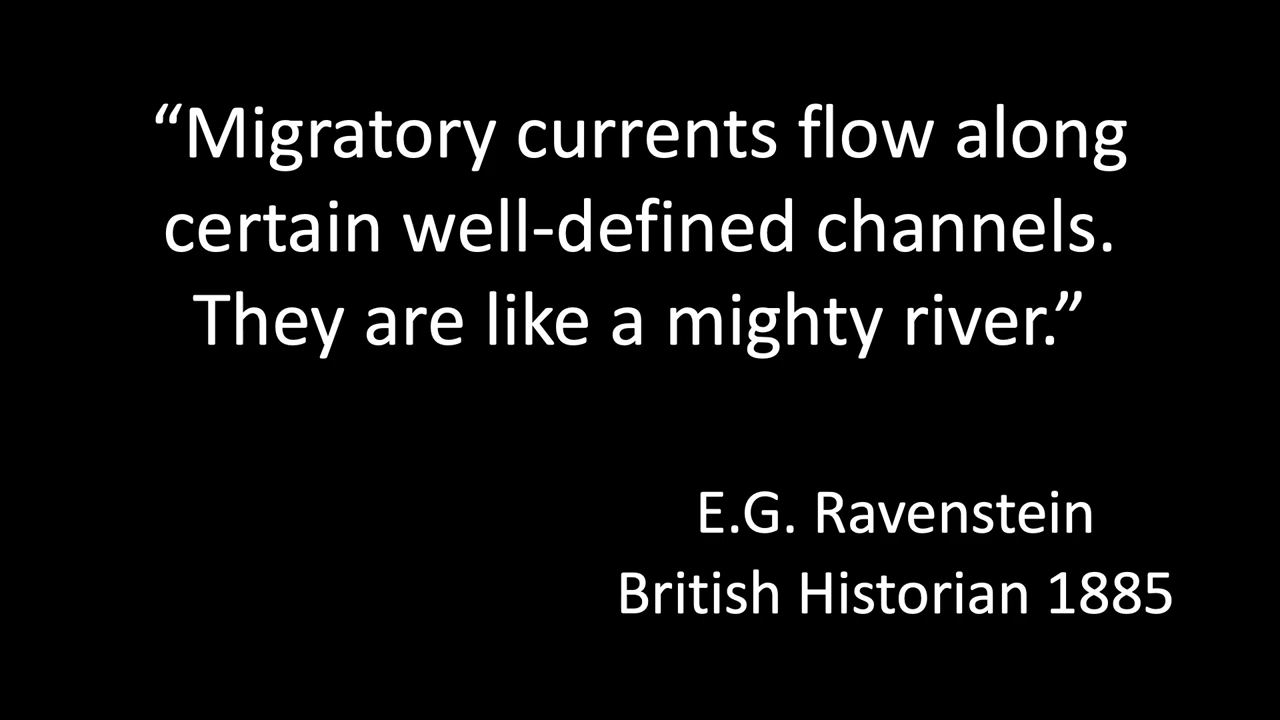 “Migratory currents flow along
certain well-defined channels.
They are like a mighty river.”
E.G. Ravenstein
British Historian 1885